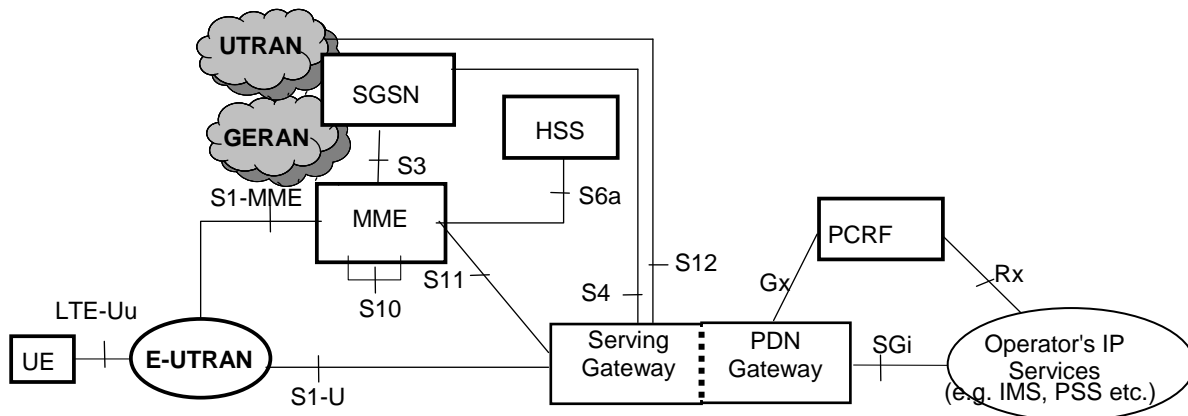 UTRAN
SGSN
GERAN
HSS
S3
S1-MME
S6a
MME
PCRF
S11
S12
S10
S4
Gx
Rx
LTE-Uu
UE
E-UTRAN
S1-U
Serving
Gateway
PDN
Gateway
SGi
Operator's IP
Services
(e.g. IMS, PSS etc.)